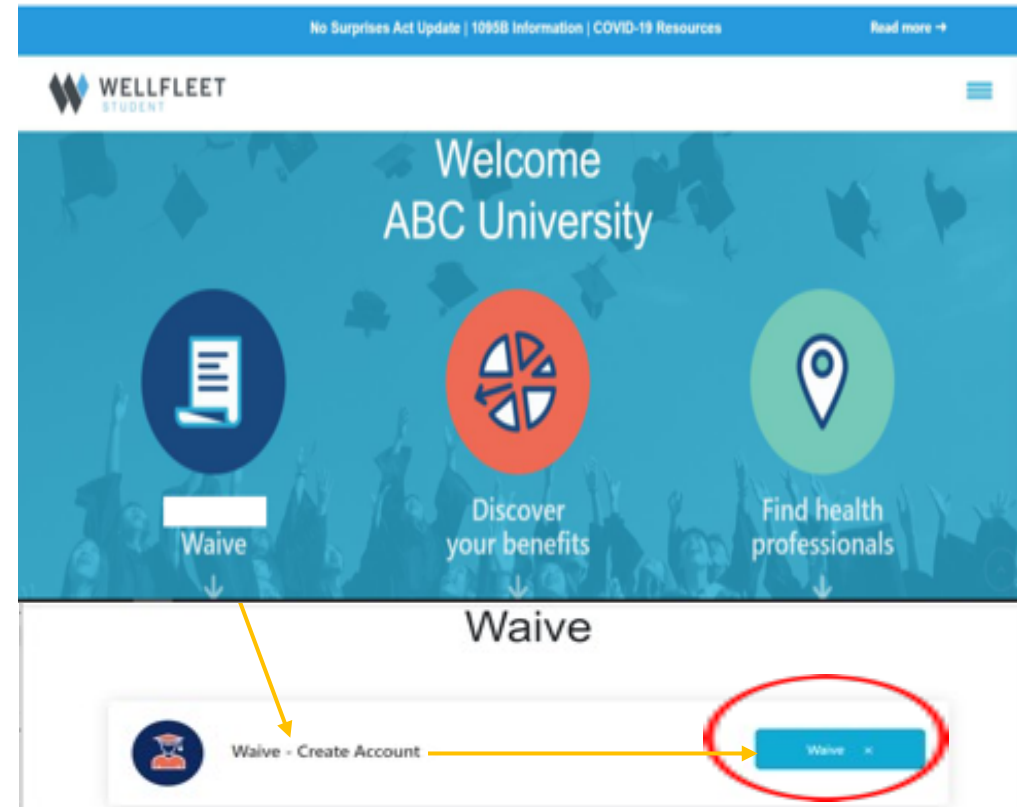 No Surprises Act Update | 1095B Information | COVID-19 Resources Read more →
WELLFLEET
STUDENT
Welcome
ABC University
Waive
Discover
your benefits
Find health
professionals
Waive
Waive - Create Account
Waive ×